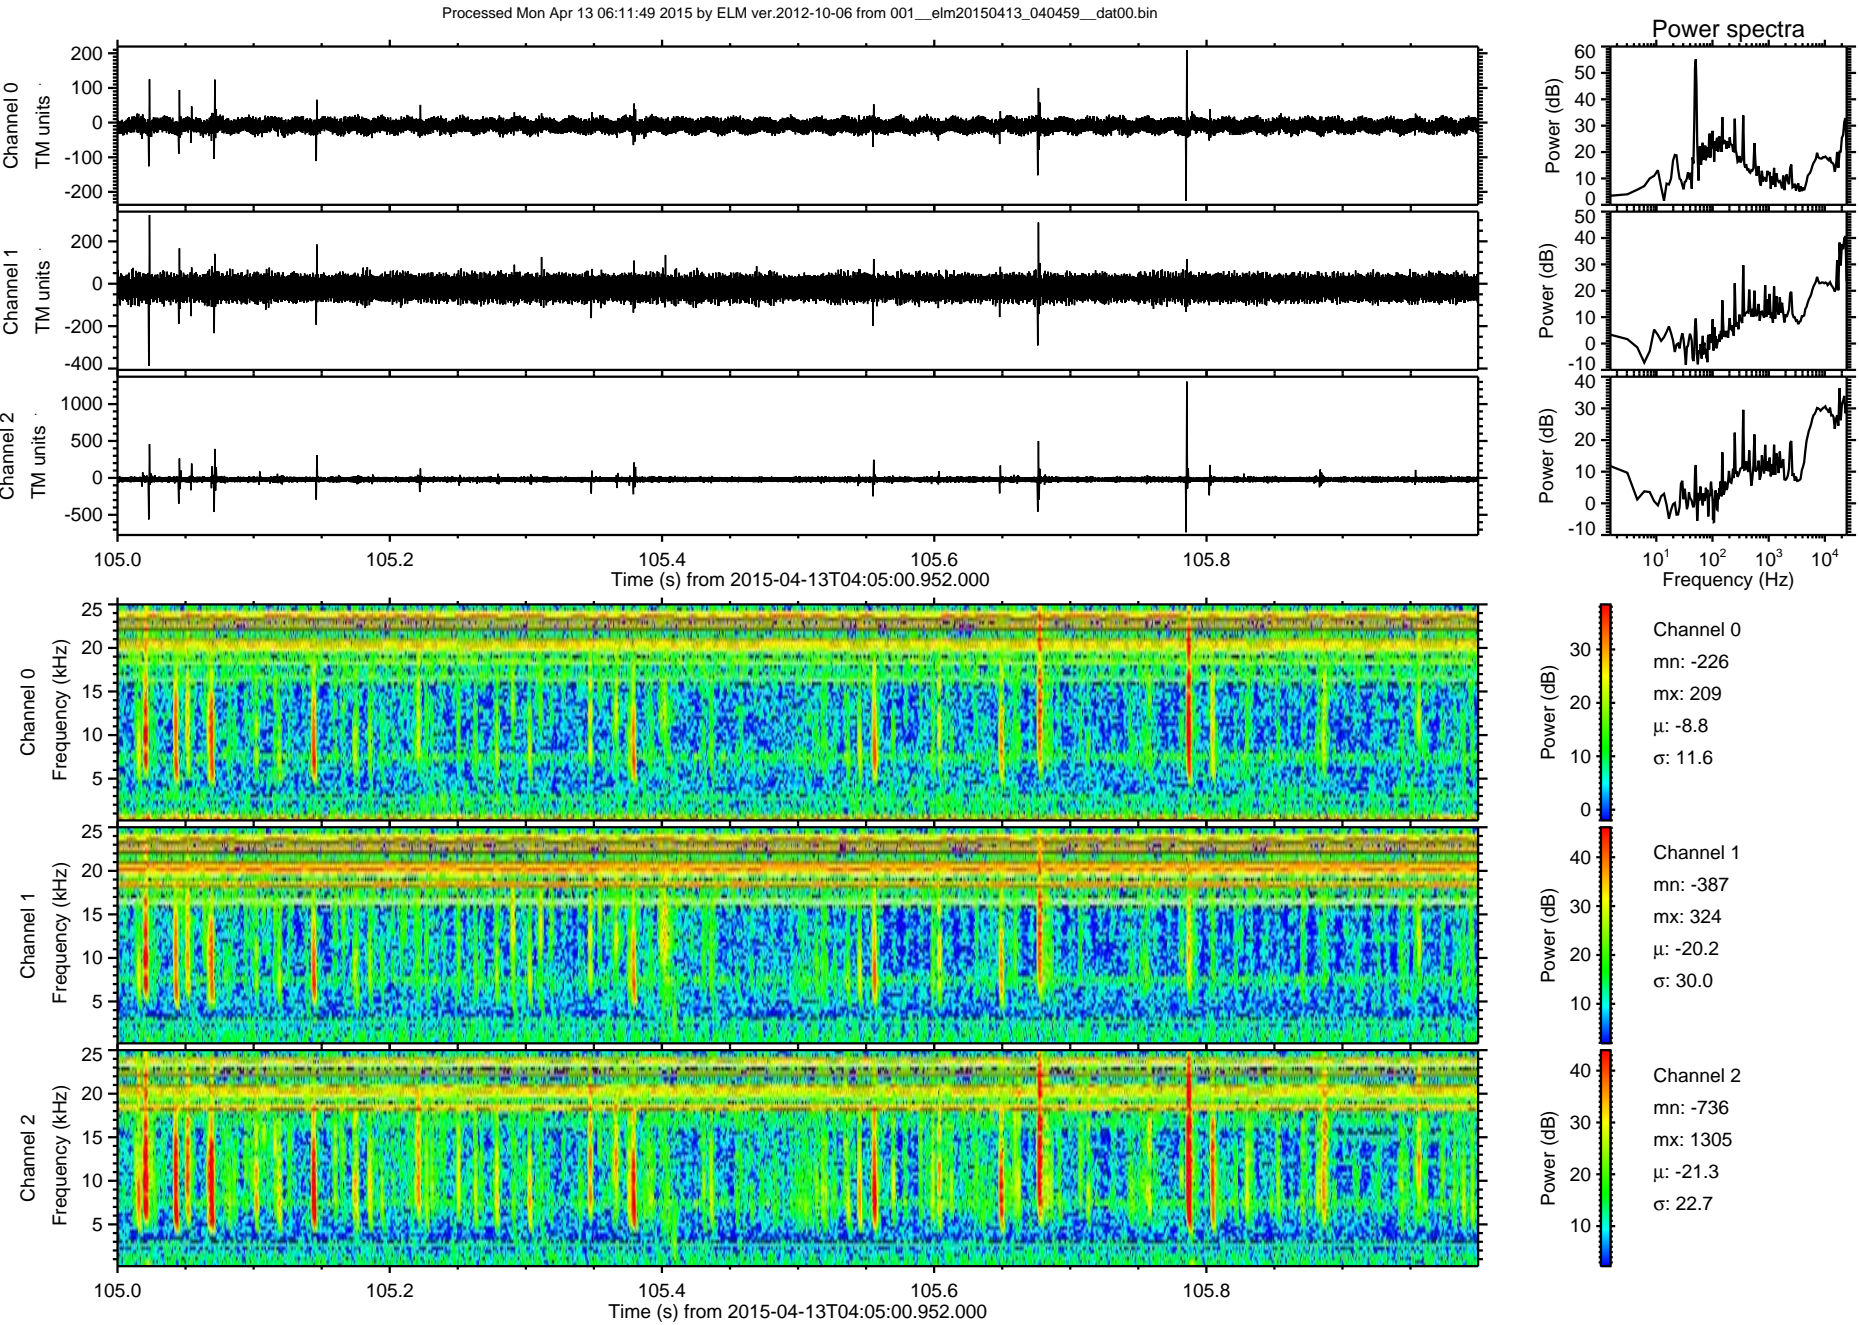 Processed Mon Apr 13 06:11:49 2015 by ELM ver.2012-10-06 from 001__elm20150413_040459__dat00.bin
Power spectra
Channel 0
TM units
200
100
0
-100
-200
Power (dB)
60
50
40
30
20
10
0
Channel 1
TM units
200
0
-200
-400
Power (dB)
50
40
30
20
10
0
-10
Channel 2
TM units
1000
500
0
-500
Power (dB)
40
30
20
10
0
-10
105.0 105.2 105.4 105.6 105.8
Time (s) from 2015-04-13T04:05:00.952.000
10¹ 10² 10³ 10⁴
Frequency (Hz)
Channel 0
Frequency (kHz)
25
20
15
10
5
Power (dB)
30
20
10
0
Channel 0
mn: -226
mx: 209
μ: -8.8
σ: 11.6
Channel 1
Frequency (kHz)
25
20
15
10
5
Power (dB)
40
30
20
10
Channel 1
mn: -387
mx: 324
μ: -20.2
σ: 30.0
Channel 2
Frequency (kHz)
25
20
15
10
5
Power (dB)
40
30
20
10
Channel 2
mn: -736
mx: 1305
μ: -21.3
σ: 22.7
105.0 105.2 105.4 105.6 105.8
Time (s) from 2015-04-13T04:05:00.952.000